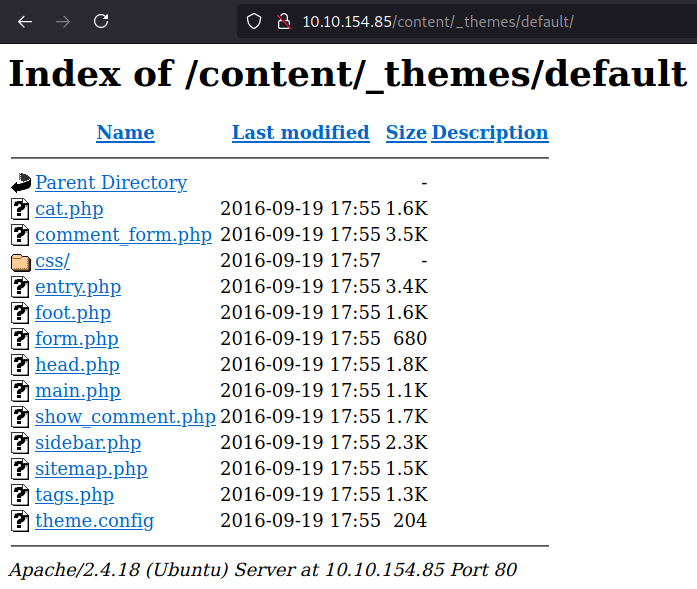 10.10.154.85/content/_themes/default/
Index of /content/_themes/default
Name Last modified Size Description
Parent Directory -
cat.php 2016-09-19 17:55 1.6K
comment_form.php 2016-09-19 17:55 3.5K
css/ 2016-09-19 17:57 -
entry.php 2016-09-19 17:55 3.4K
foot.php 2016-09-19 17:55 1.6K
form.php 2016-09-19 17:55 680
head.php 2016-09-19 17:55 1.8K
main.php 2016-09-19 17:55 1.1K
show_comment.php 2016-09-19 17:55 1.7K
sidebar.php 2016-09-19 17:55 2.3K
sitemap.php 2016-09-19 17:55 1.5K
tags.php 2016-09-19 17:55 1.3K
theme.config 2016-09-19 17:55 204
Apache/2.4.18 (Ubuntu) Server at 10.10.154.85 Port 80